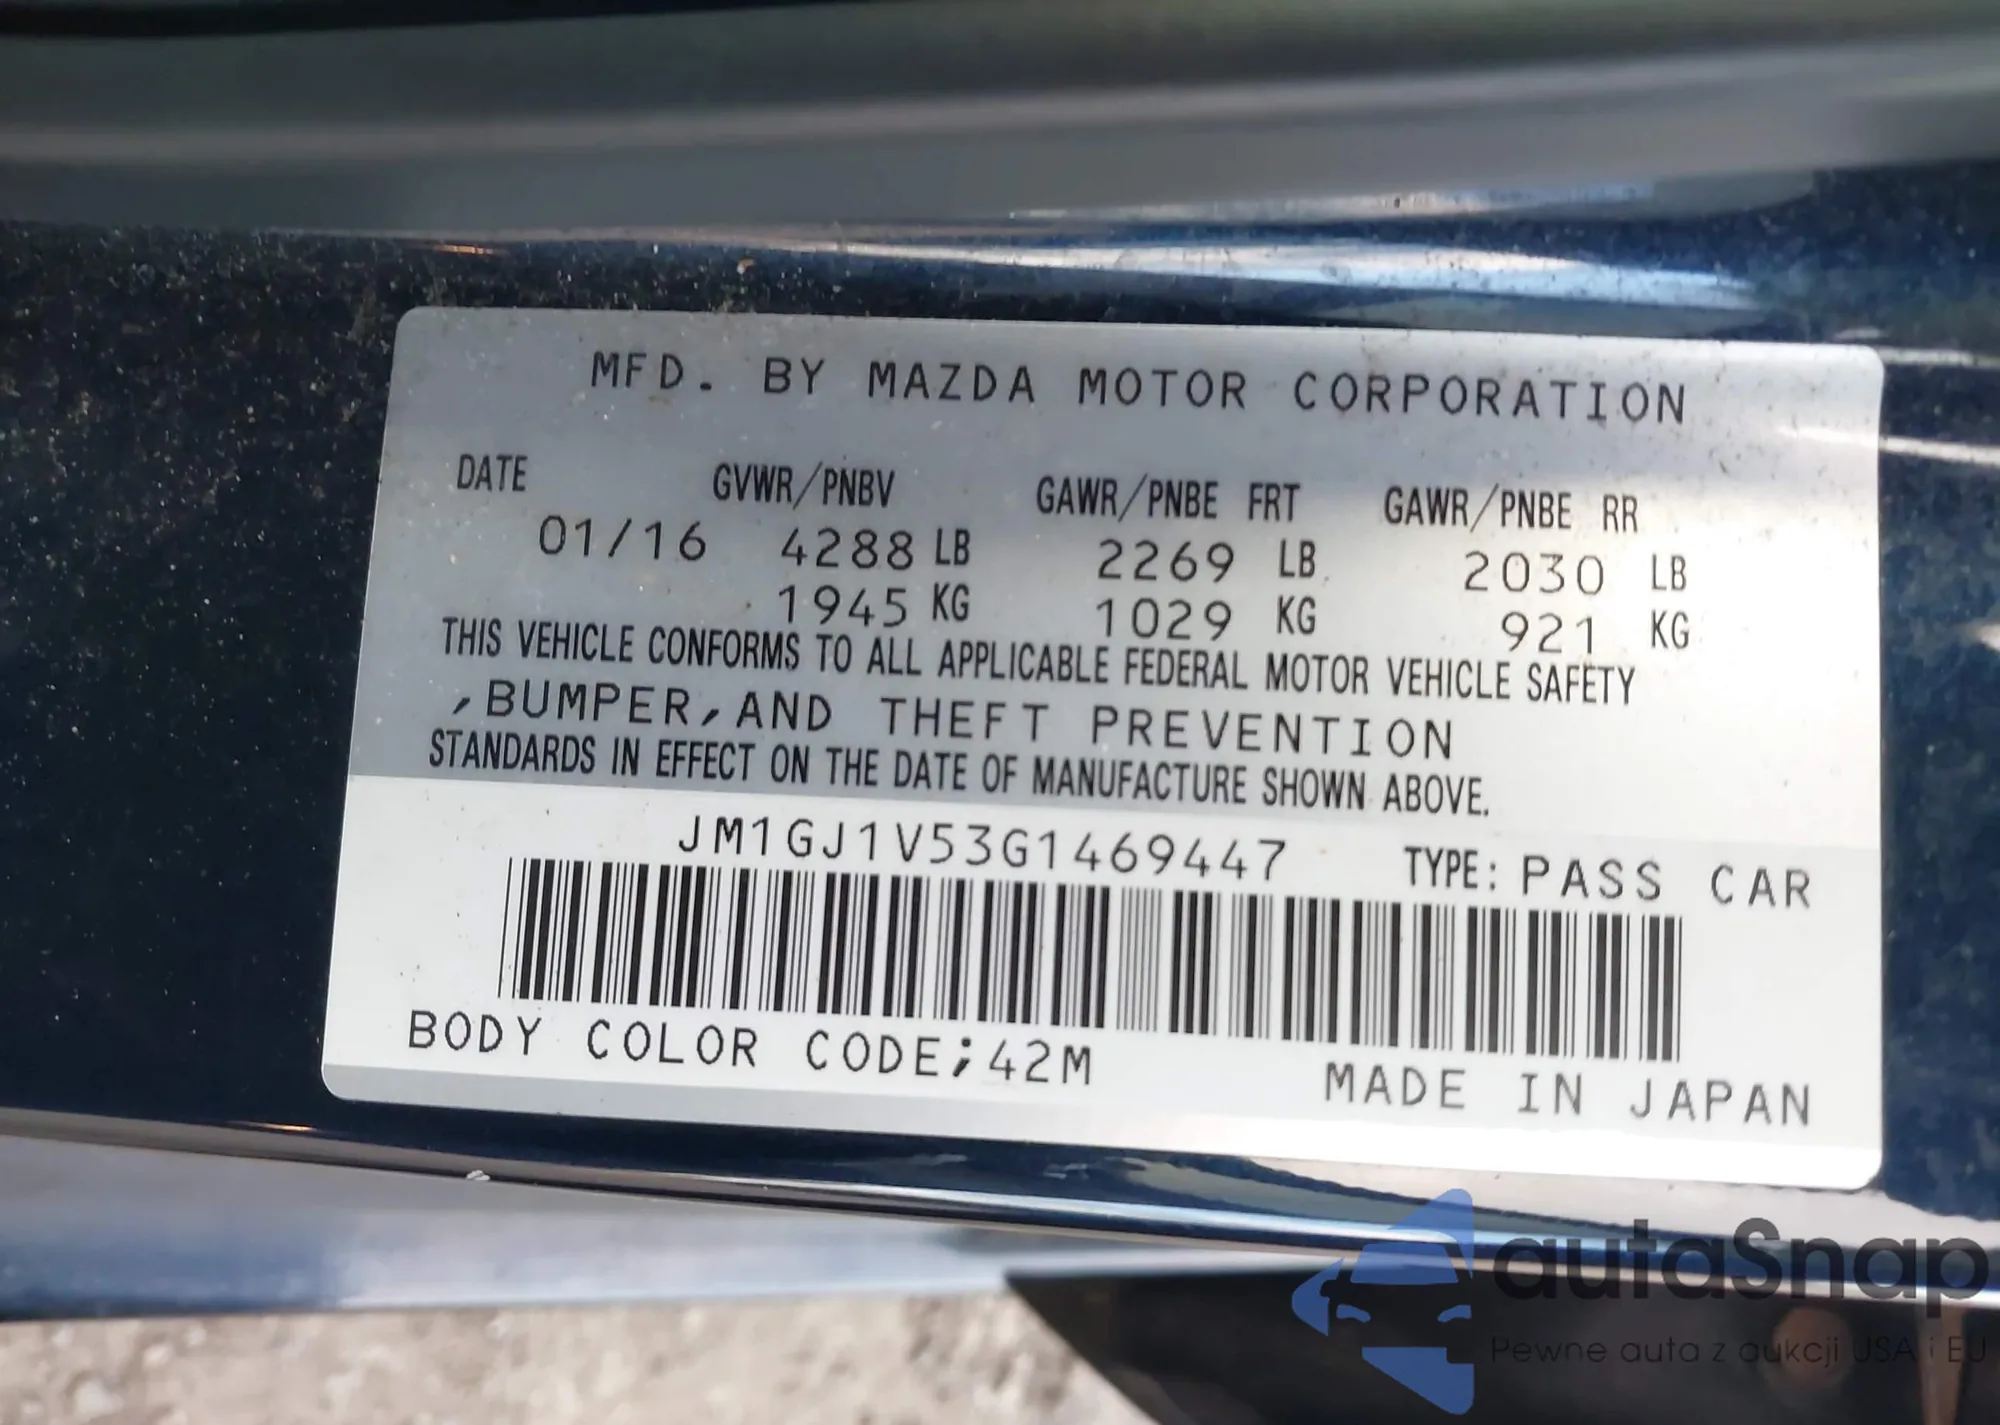 MFD. BY MAZDA MOTOR CORPORATION
DATE GVWR/PNBV GAWR/PNBE FRT GAWR/PNBE RR
01/16 4288 LB 2269 LB 2030 LB
1945 KG 1029 KG 921 KG
THIS VEHICLE CONFORMS TO ALL APPLICABLE FEDERAL MOTOR VEHICLE SAFETY
,BUMPER,AND THEFT PREVENTION
STANDARDS IN EFFECT ON THE DATE OF MANUFACTURE SHOWN ABOVE.
JM1GJ1V53G1469447 TYPE: PASS CAR
BODY COLOR CODE;42M
MADE IN JAPAN
autaSnap
Pewne auta z aukcji USA i EU